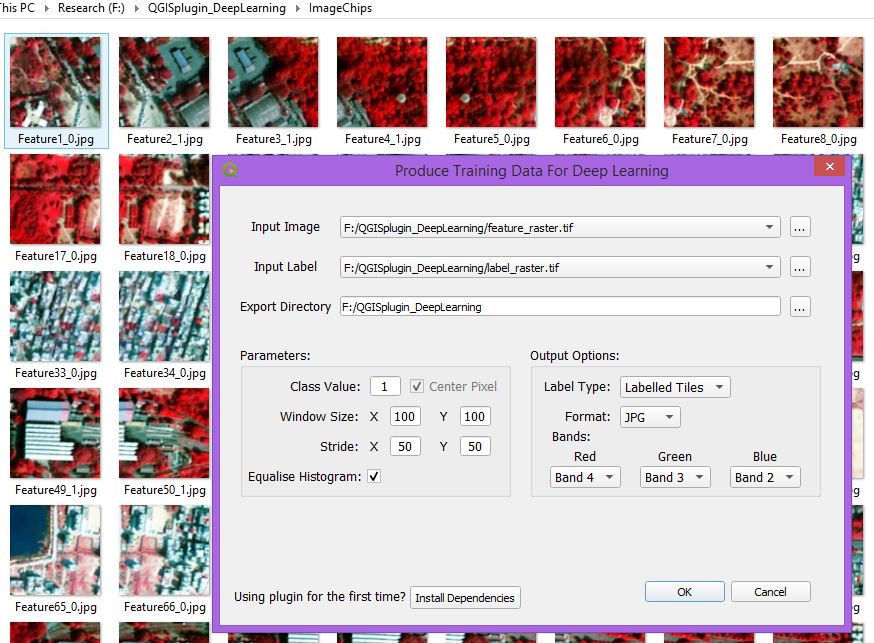 This PC › Research (F:) › QGISplugin_DeepLearning › ImageChips
Feature1_0.jpg Feature2_1.jpg Feature3_1.jpg Feature4_1.jpg Feature5_0.jpg Feature6_0.jpg Feature7_0.jpg Feature8_0.jpg
Produce Training Data For Deep Learning
Input Image F:/QGISplugin_DeepLearning/feature_raster.tif ...
Feature17_0.jpg Feature18_0.jpg
Input Label F:/QGISplugin_DeepLearning/label_raster.tif ...
Export Directory F:/QGISplugin_DeepLearning ...
Feature33_0.jpg Feature34_0.jpg
Parameters: Output Options:
Class Value: 1 Center Pixel Label Type: Labelled Tiles
Window Size: X 100 Y 100 Format: JPG
Bands:
Stride: X 50 Y 50 Red Green Blue
Equalise Histogram: Band 4 Band 3 Band 2
Feature49_1.jpg Feature50_1.jpg
Using plugin for the first time? Install Dependencies OK Cancel
Feature65_0.jpg Feature66_0.jpg